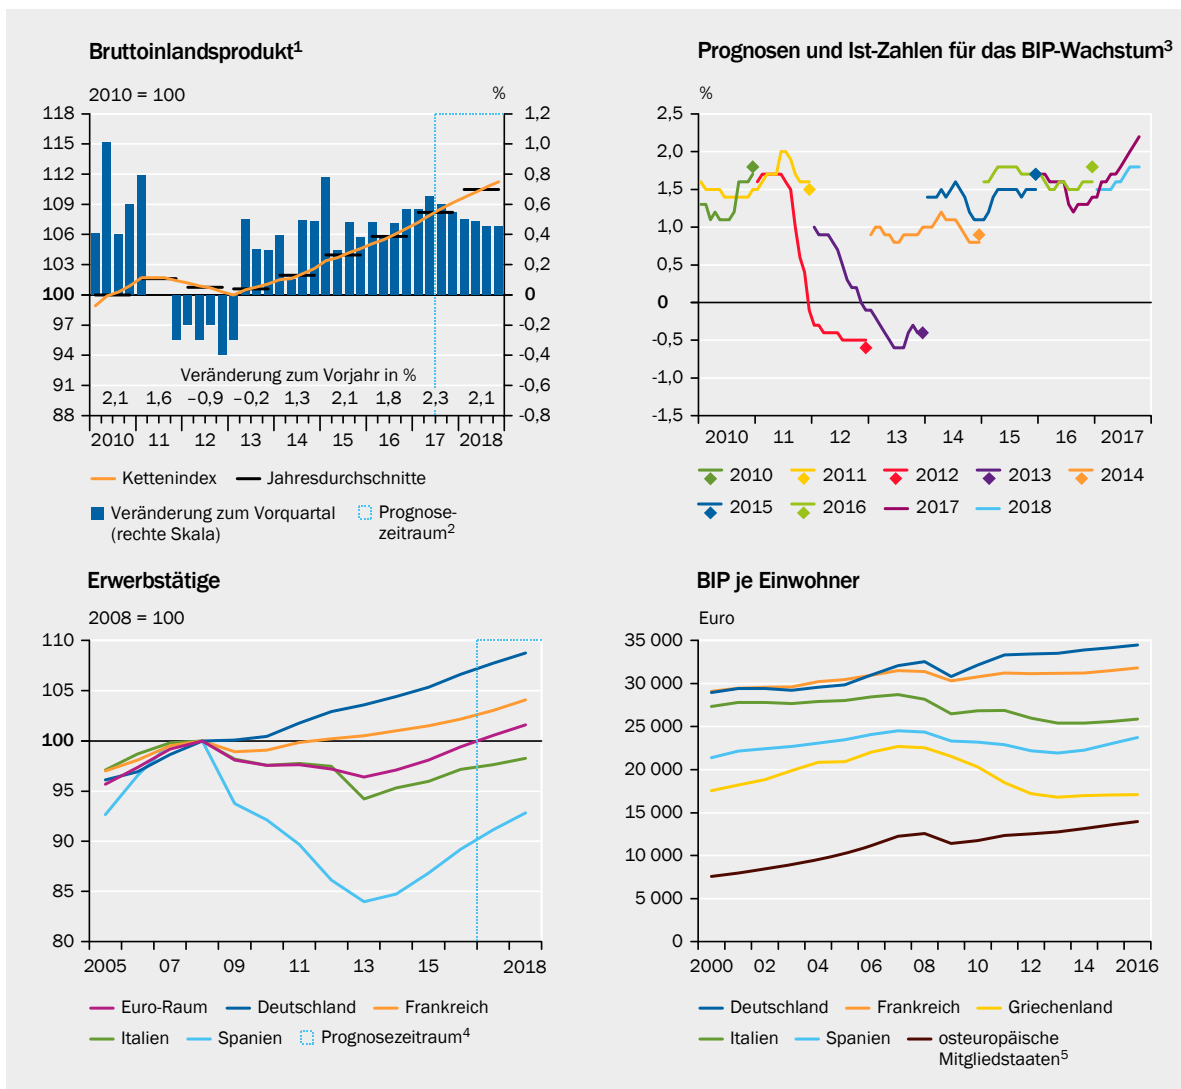 Bruttoinlandsprodukt¹
2010 = 100
%
118
115
112
109
106
103
100
97
94
91
88
1,2
1,0
0,8
0,6
0,4
0,2
0
-0,2
-0,4
-0,6
-0,8
Veränderung zum Vorjahr in %
2,1 1,6 –0,9 –0,2 1,3 2,1 1,8 2,3 2,1
2010 11 12 13 14 15 16 17 2018
Kettenindex Jahresdurchschnitte
Veränderung zum Vorquartal
(rechte Skala)
Prognose-
zeitraum²
Prognosen und Ist-Zahlen für das BIP-Wachstum³
%
2,5
2,0
1,5
1,0
0,5
0
-0,5
-1,0
-1,5
2010 11 12 13 14 15 16 2017
2010 2011 2012 2013 2014
2015 2016 2017 2018
Erwerbstätige
2008 = 100
110
105
100
95
90
85
80
2005 07 09 11 13 15 2018
Euro-Raum Deutschland Frankreich
Italien Spanien Prognosezeitraum⁴
BIP je Einwohner
Euro
35 000
30 000
25 000
20 000
15 000
10 000
5 000
0
2000 02 04 06 08 10 12 14 2016
Deutschland Frankreich Griechenland
Italien Spanien osteuropäische
Mitgliedstaaten⁵